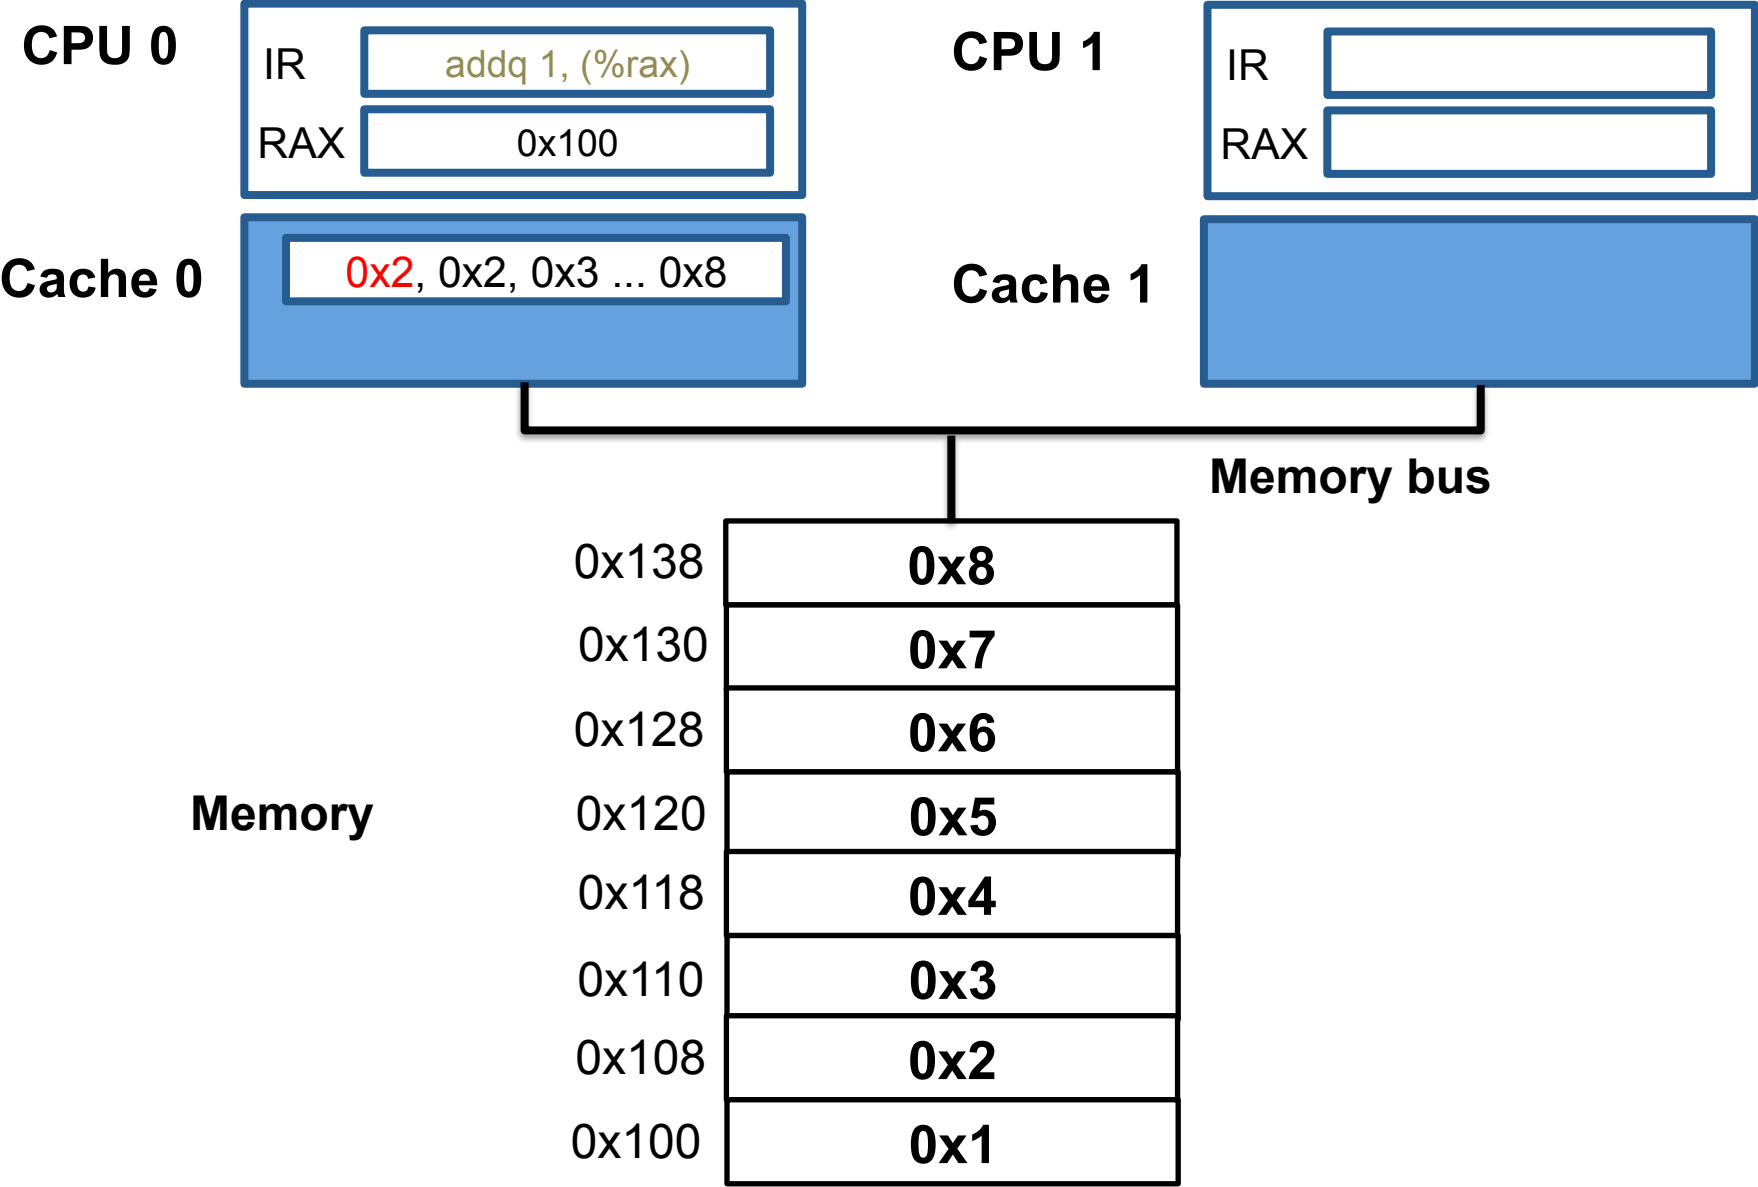 CPU 0
IR
addq 1, (%rax)
RAX
0x100
CPU 1
IR
RAX
Cache 0
0x2, 0x2, 0x3 ... 0x8
Cache 1
Memory bus
0x138
0x8
0x130
0x7
0x128
0x6
Memory
0x120
0x5
0x118
0x4
0x110
0x3
0x108
0x2
0x100
0x1